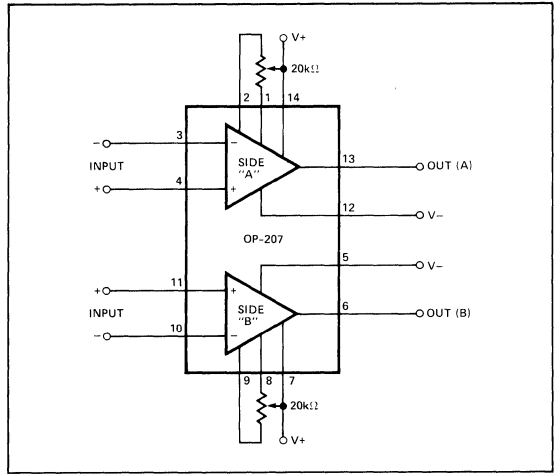 V+
20kΩ
2 1 14
3
−
−
INPUT
SIDE
"A"
13
OUT (A)
4
+
+
12
V−
OP-207
5
V−
11
+
+
INPUT
SIDE
"B"
6
OUT (B)
10
−
−
9 8 7
20kΩ
V+